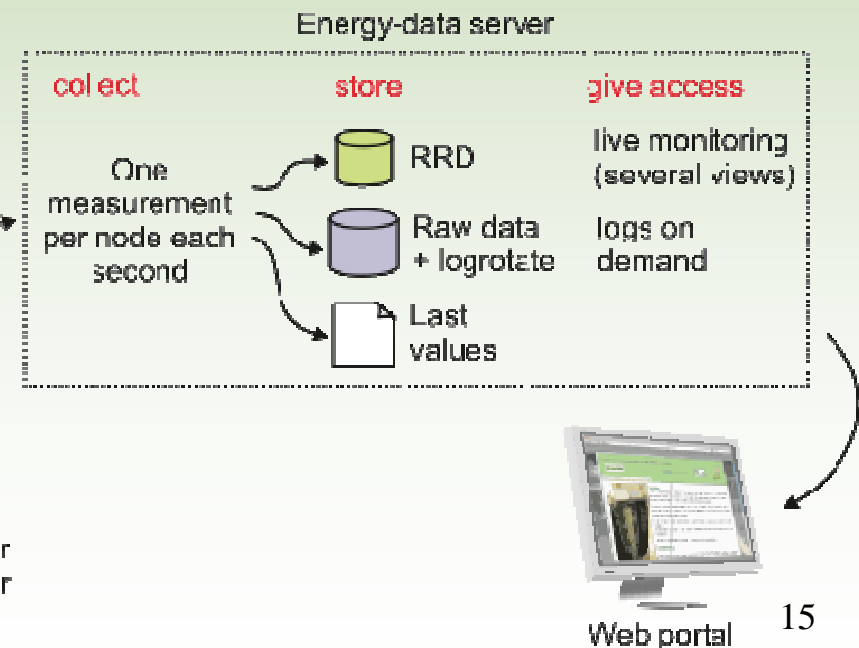 Energy-data server
col ect
store
give access
One
measurement
per node each
second
RRD
Raw data
+ logrotate
Last
values
live monitoring
(several views)
logs on
demand
r
r
Web portal
15